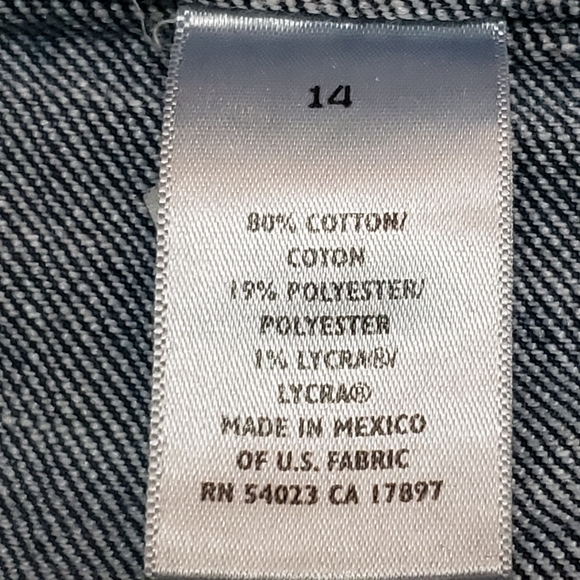 14
80% COTTON/
COTON
19% POLYESTER/
POLYESTER
1% LYCRA®/
LYCRA®
MADE IN MEXICO
OF U.S. FABRIC
RN 54023 CA 17897